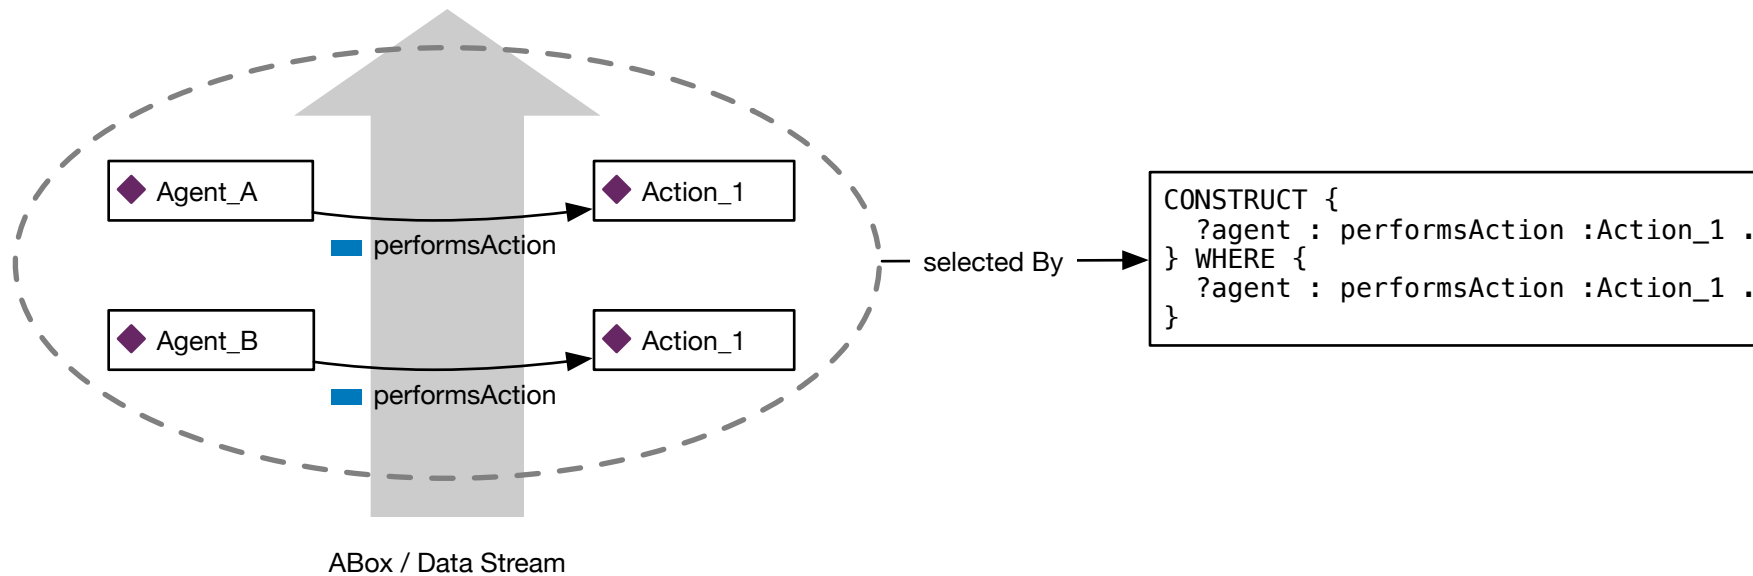 Agent_A
Action_1
performsAction
Agent_B
Action_1
performsAction
ABox / Data Stream
selected By
CONSTRUCT {
  ?agent : performsAction :Action_1 .
} WHERE {
  ?agent : performsAction :Action_1 .
}